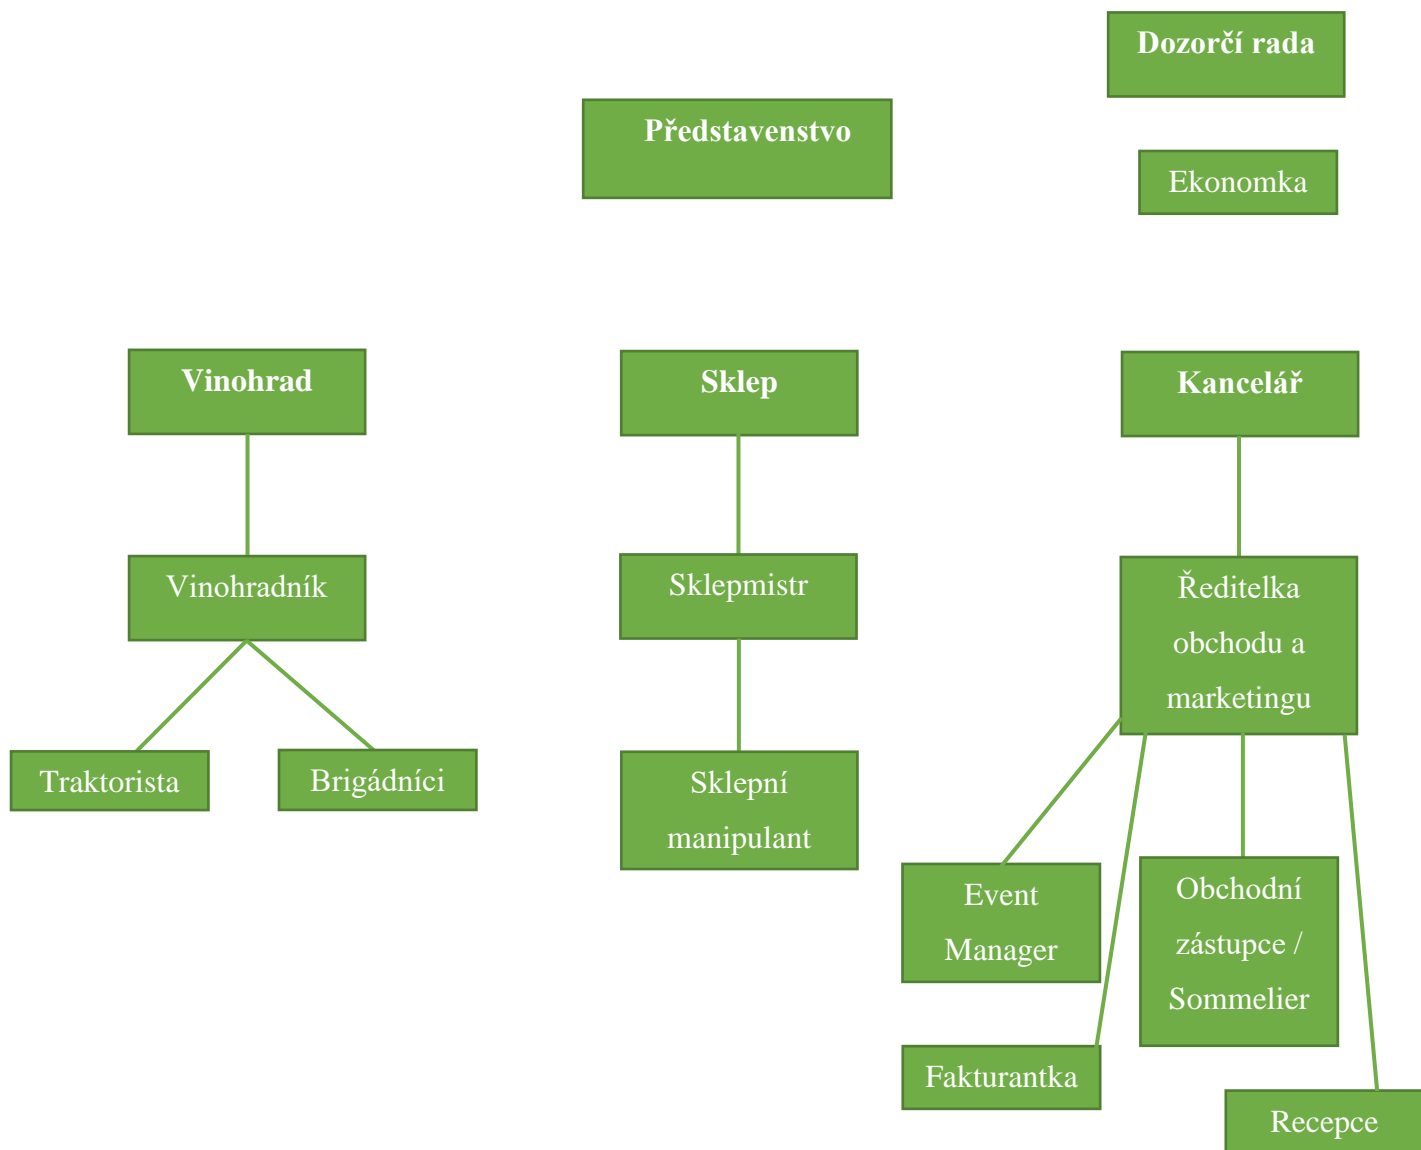 Dozorčí rada
Představenstvo
Ekonomka
Vinohrad
Sklep
Kancelář
Vinohradník
Sklepmistr
Ředitelka
obchodu a
marketingu
Traktorista
Brigádníci
Sklepní
manipulant
Event
Manager
Obchodní
zástupce /
Sommelier
Fakturantka
Recepce